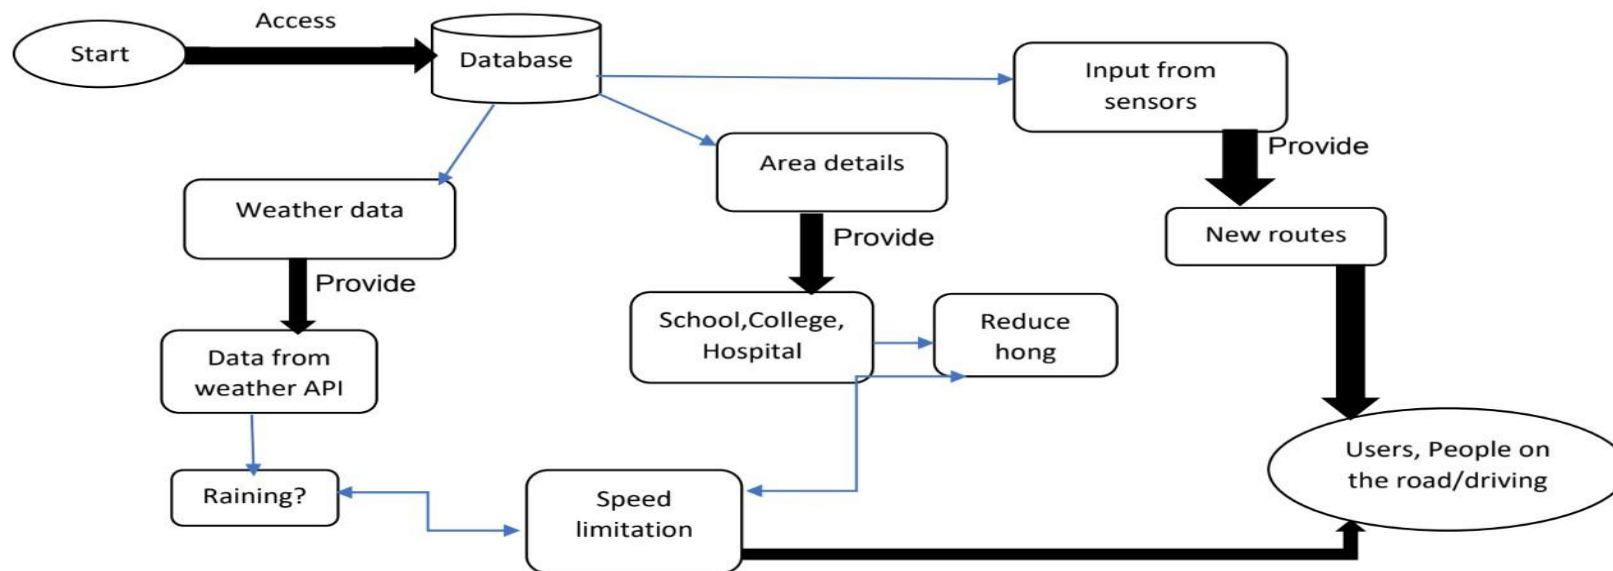 Access
Start
Database
Input from
sensors
Provide
Area details
Weather data
New routes
Provide
Provide
School,College,
Hospital
Reduce
hong
Data from
weather API
Users, People on
the road/driving
Raining?
Speed
limitation